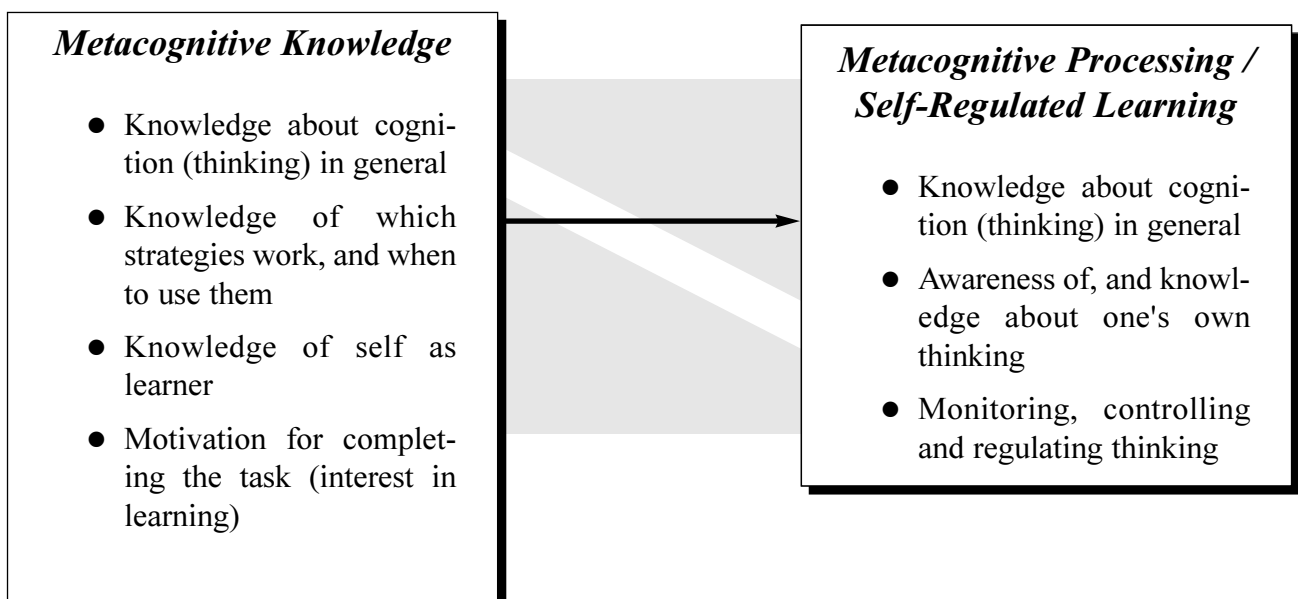 Metacognitive Knowledge
● Knowledge about cogni-
tion (thinking) in general
● Knowledge of which
strategies work, and when
to use them
● Knowledge of self as
learner
● Motivation for complet-
ing the task (interest in
learning)
Metacognitive Processing /
Self-Regulated Learning
● Knowledge about cogni-
tion (thinking) in general
● Awareness of, and knowl-
edge about one's own
thinking
● Monitoring, controlling
and regulating thinking